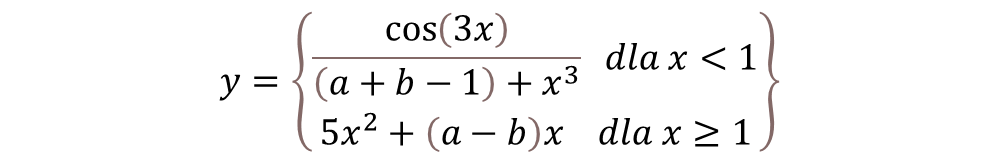 y = { cos(3x) / ((a + b − 1) + x³) dla x < 1
5x² + (a − b)x dla x ≥ 1 }